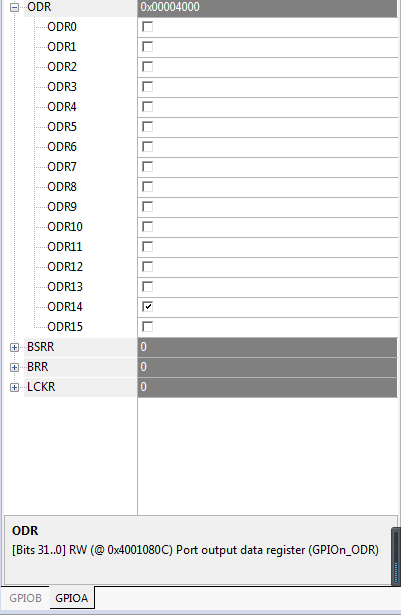 ODR 0x00004000
ODR0
ODR1
ODR2
ODR3
ODR4
ODR5
ODR6
ODR7
ODR8
ODR9
ODR10
ODR11
ODR12
ODR13
ODR14
ODR15
BSRR 0
BRR 0
LCKR 0
ODR
[Bits 31..0] RW (@ 0x4001080C) Port output data register (GPIOn_ODR)
GPIOB GPIOA